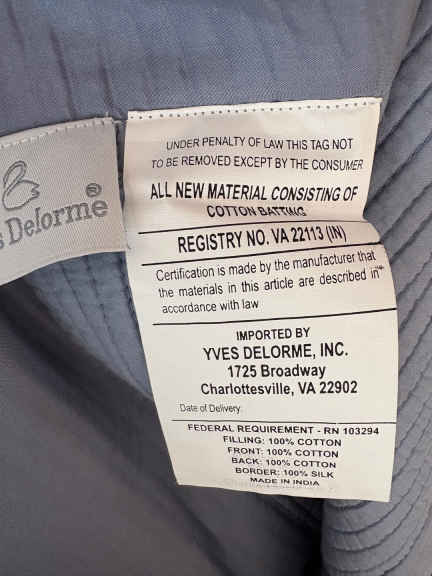 Delorme®
UNDER PENALTY OF LAW THIS TAG NOT
TO BE REMOVED EXCEPT BY THE CONSUMER
ALL NEW MATERIAL CONSISTING OF
COTTON BATTING
REGISTRY NO. VA 22113 (IN)
Certification is made by the manufacturer that
the materials in this article are described in
accordance with law
IMPORTED BY
YVES DELORME, INC.
1725 Broadway
Charlottesville, VA 22902
Date of Delivery:
FEDERAL REQUIREMENT - RN 103294
FILLING: 100% COTTON
FRONT: 100% COTTON
BACK: 100% COTTON
BORDER: 100% SILK
MADE IN INDIA